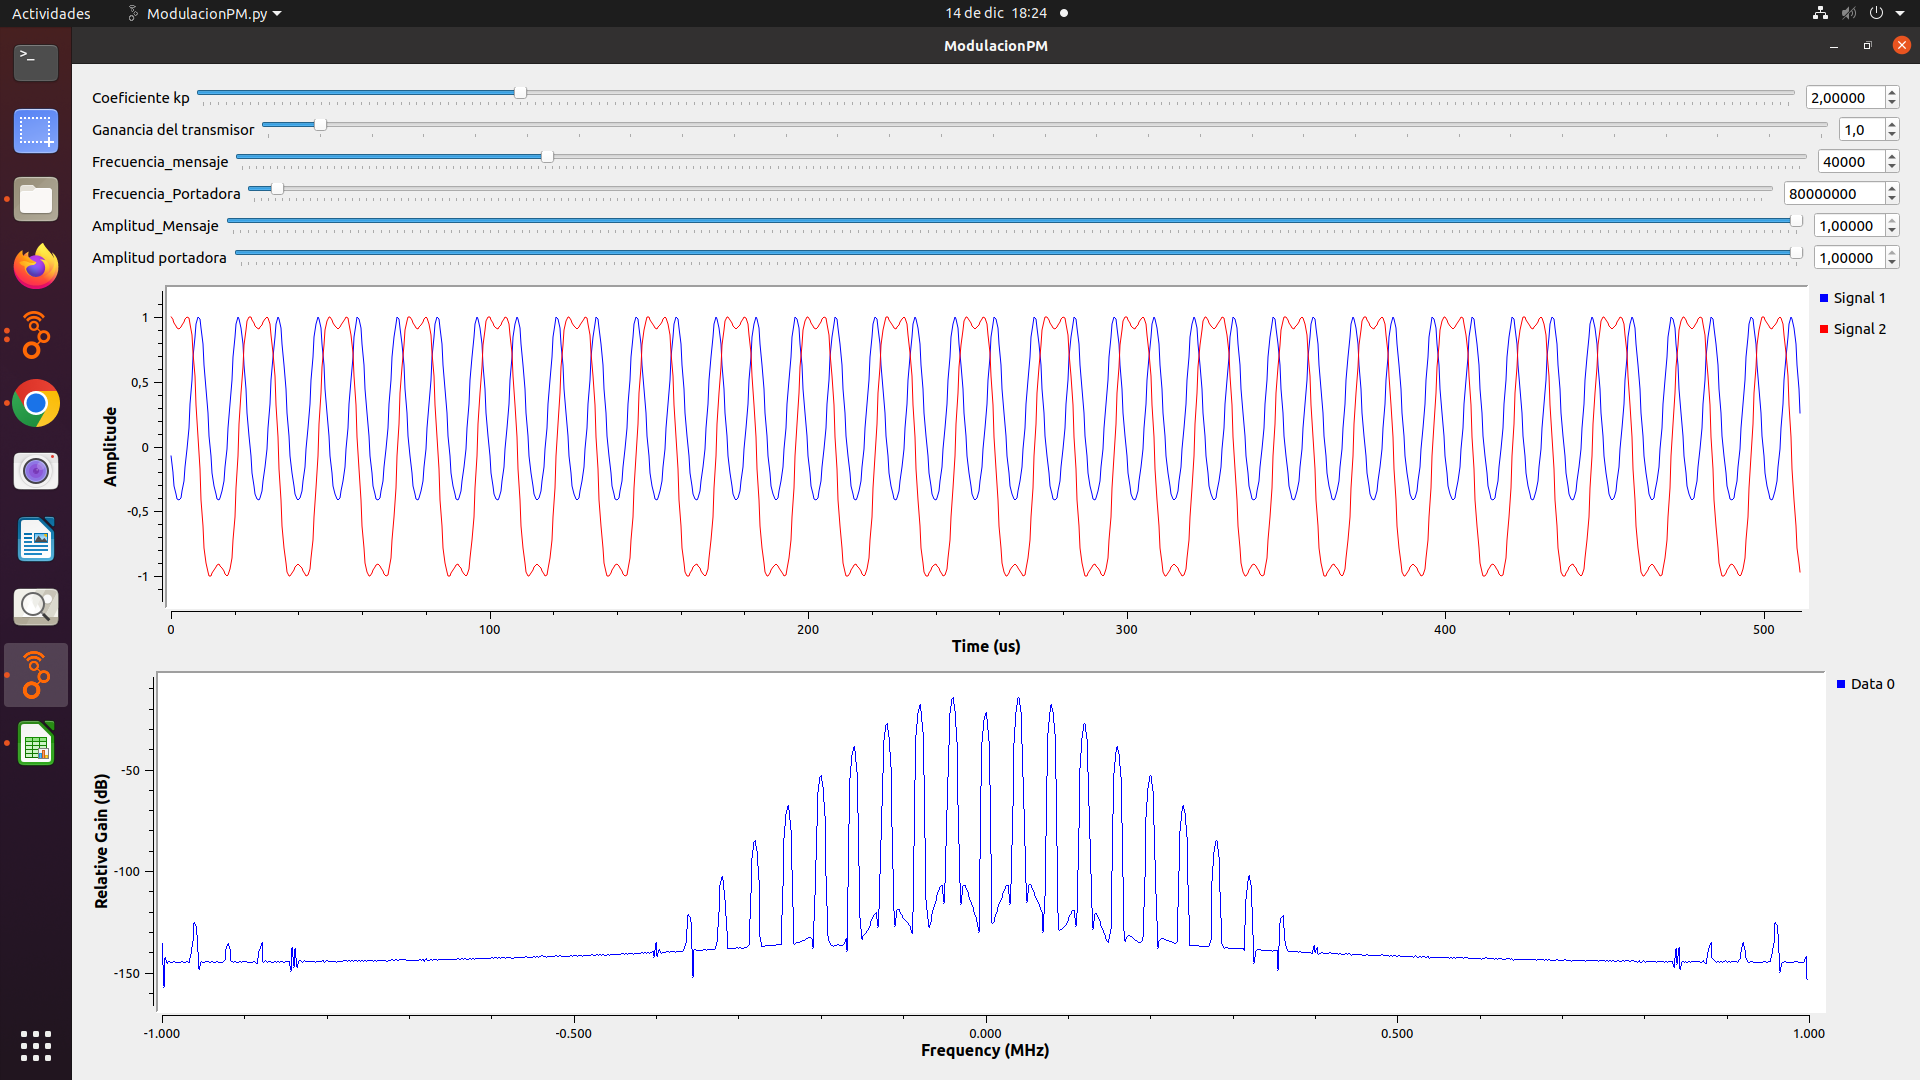 Actividades ModulacionPM.py 14 de dic 18:24
ModulacionPM
Coeficiente kp 2,00000
Ganancia del transmisor 1,0
Frecuencia_mensaje 40000
Frecuencia_Portadora 80000000
Amplitud_Mensaje 1,00000
Amplitud portadora 1,00000
Signal 1
Signal 2
1
0,5
0
-0,5
-1
Amplitude
0 100 200 300 400 500
Time (us)
Data 0
-50
-100
-150
Relative Gain (dB)
-1.000 -0.500 0.000 0.500 1.000
Frequency (MHz)